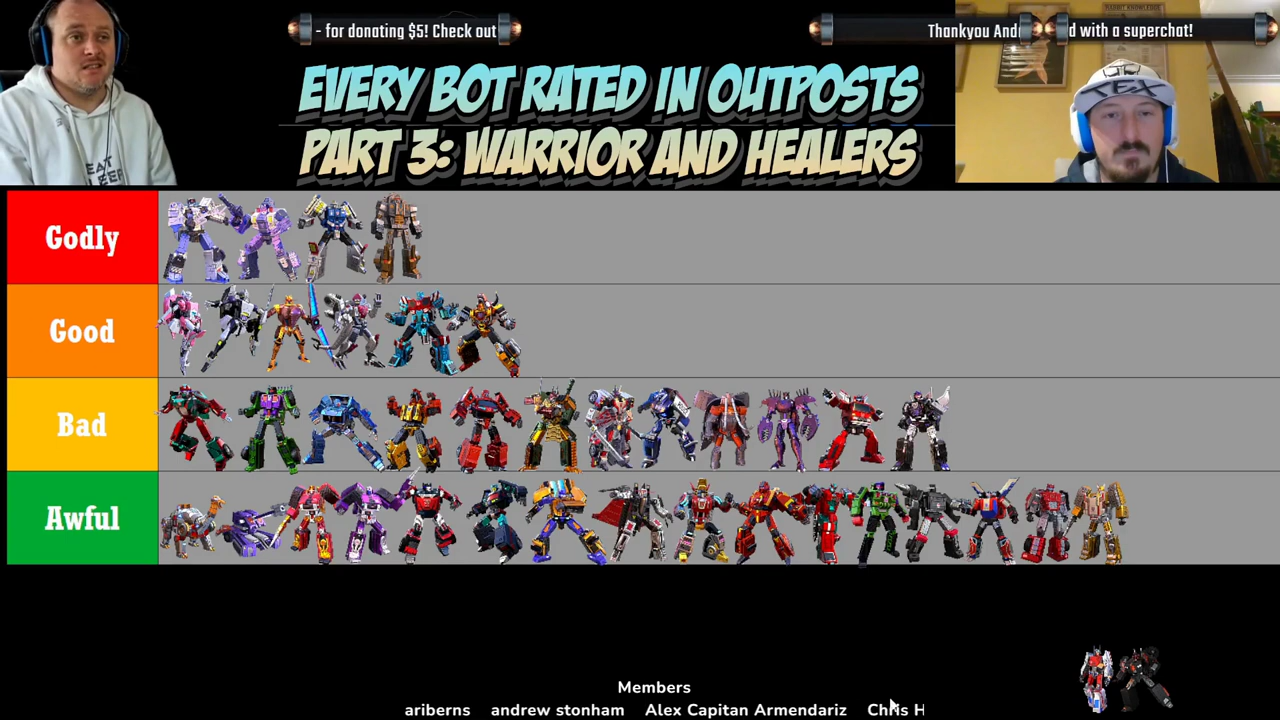 - for donating $5! Check out
Thankyou And
d with a superchat!
EVERY BOT RATED IN OUTPOSTS
PART 3: WARRIOR AND HEALERS
TEX
Godly
Good
Bad
Awful
Members
ariberns andrew stonham Alex Capitan Armendariz Chris H